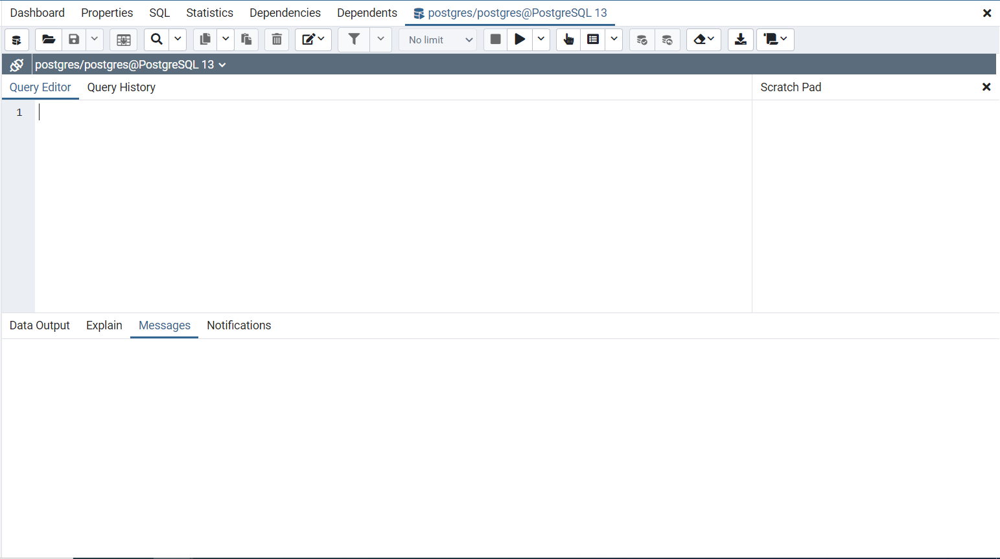 Dashboard Properties SQL Statistics Dependencies Dependents postgres/postgres@PostgreSQL 13
No limit
postgres/postgres@PostgreSQL 13
Query Editor Query History Scratch Pad
1
Data Output Explain Messages Notifications